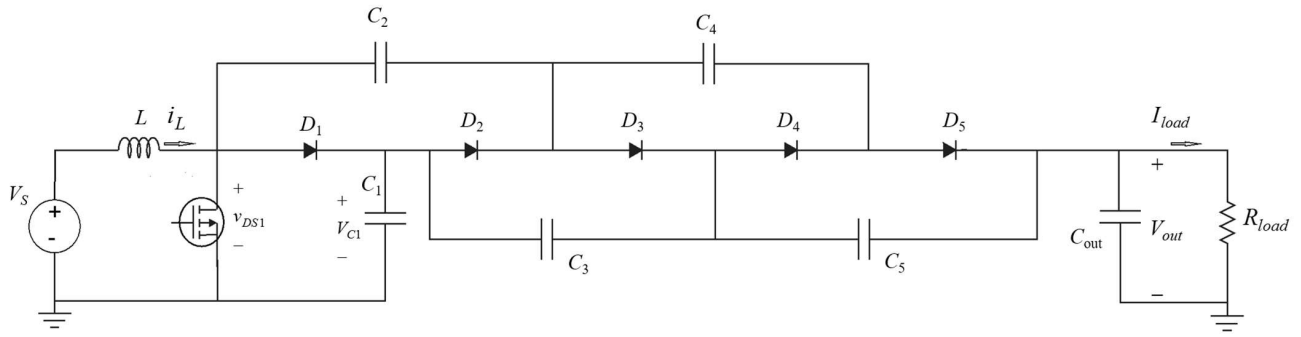 C2
C4
L
iL
D1
D2
D3
D4
D5
Iload
VS
+
-
+
vDS1
−
C1
+
VC1
−
C3
C5
+
Cout
Vout
−
Rload